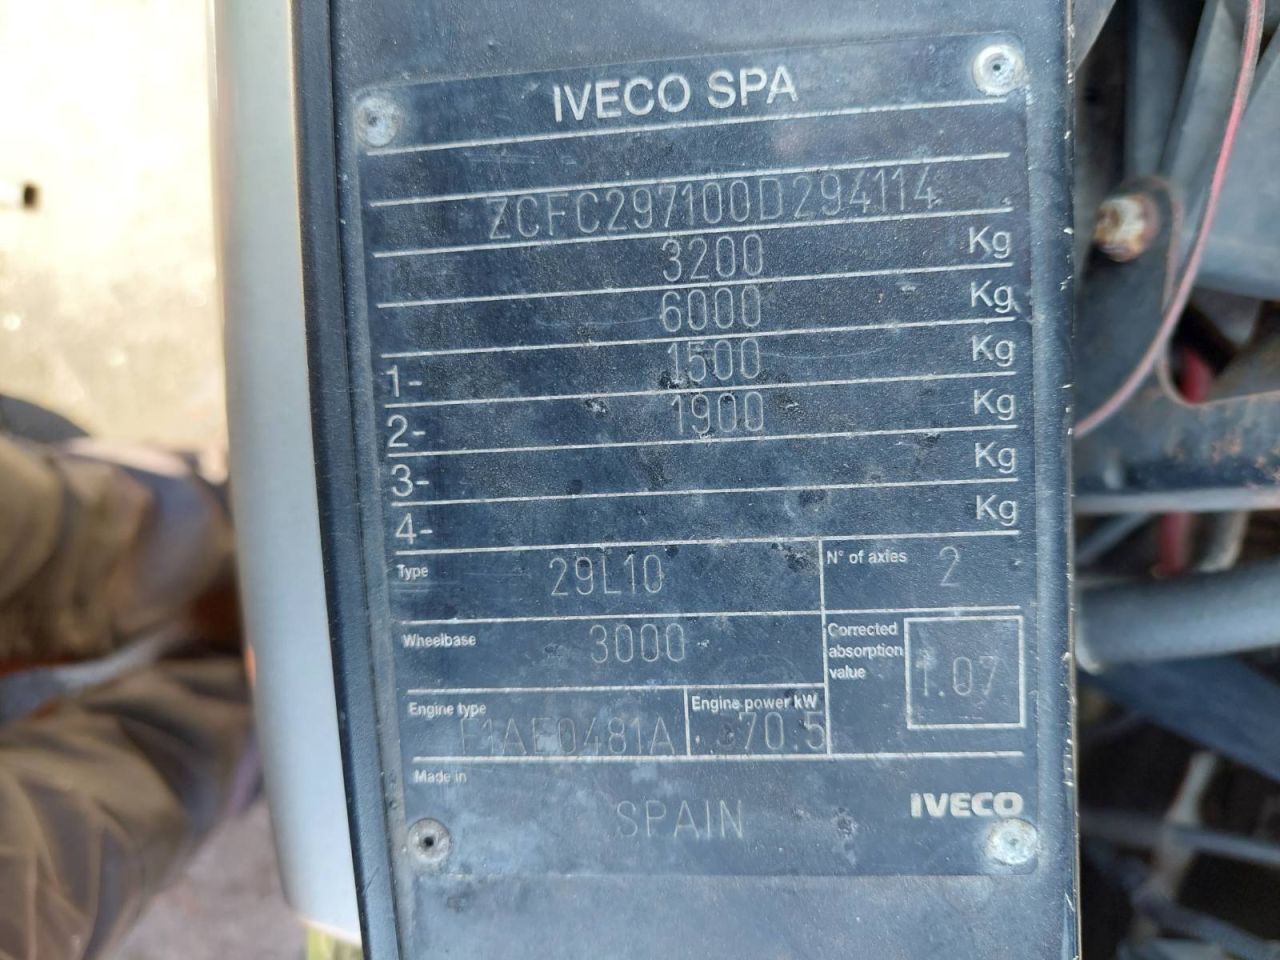 IVECO SPA
ZCFC297100D294114
3200 Kg
6000 Kg
1- 1500 Kg
2- 1900 Kg
3- Kg
4- Kg
Type 29L10 N° of axies 2
Wheelbase 3000 Corrected absorption value 1.07
Engine type F1AE0481A Engine power kW 70.5
Made in SPAIN IVECO